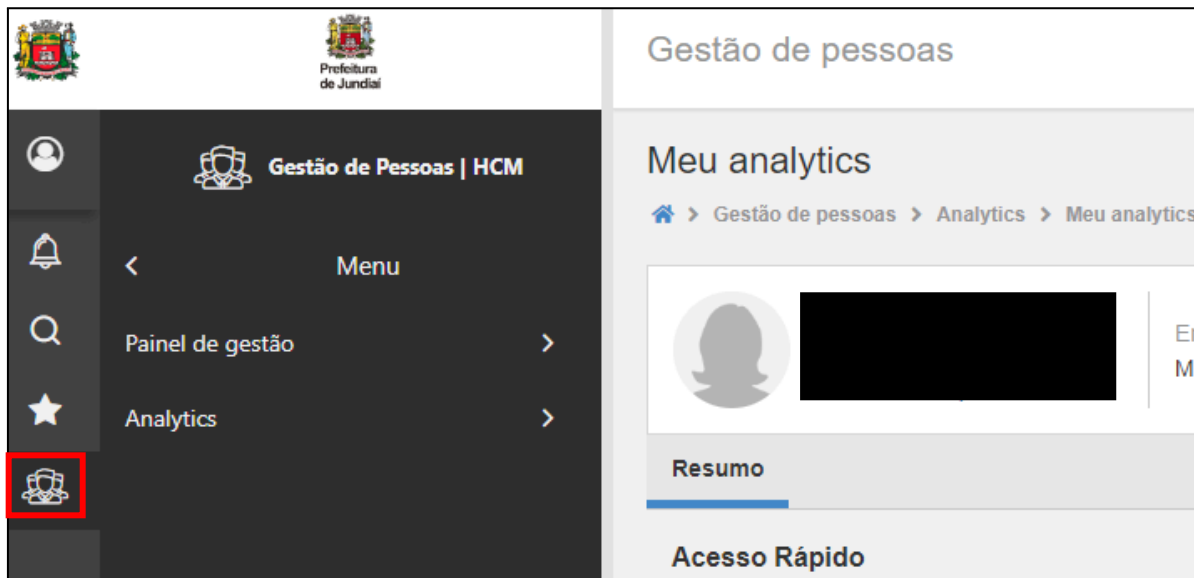 Prefeitura
de Jundiaí
Gestão de pessoas
Gestão de Pessoas | HCM
Menu
Painel de gestão
Analytics
Meu analytics
Gestão de pessoas > Analytics > Meu analytics
Resumo
Acesso Rápido